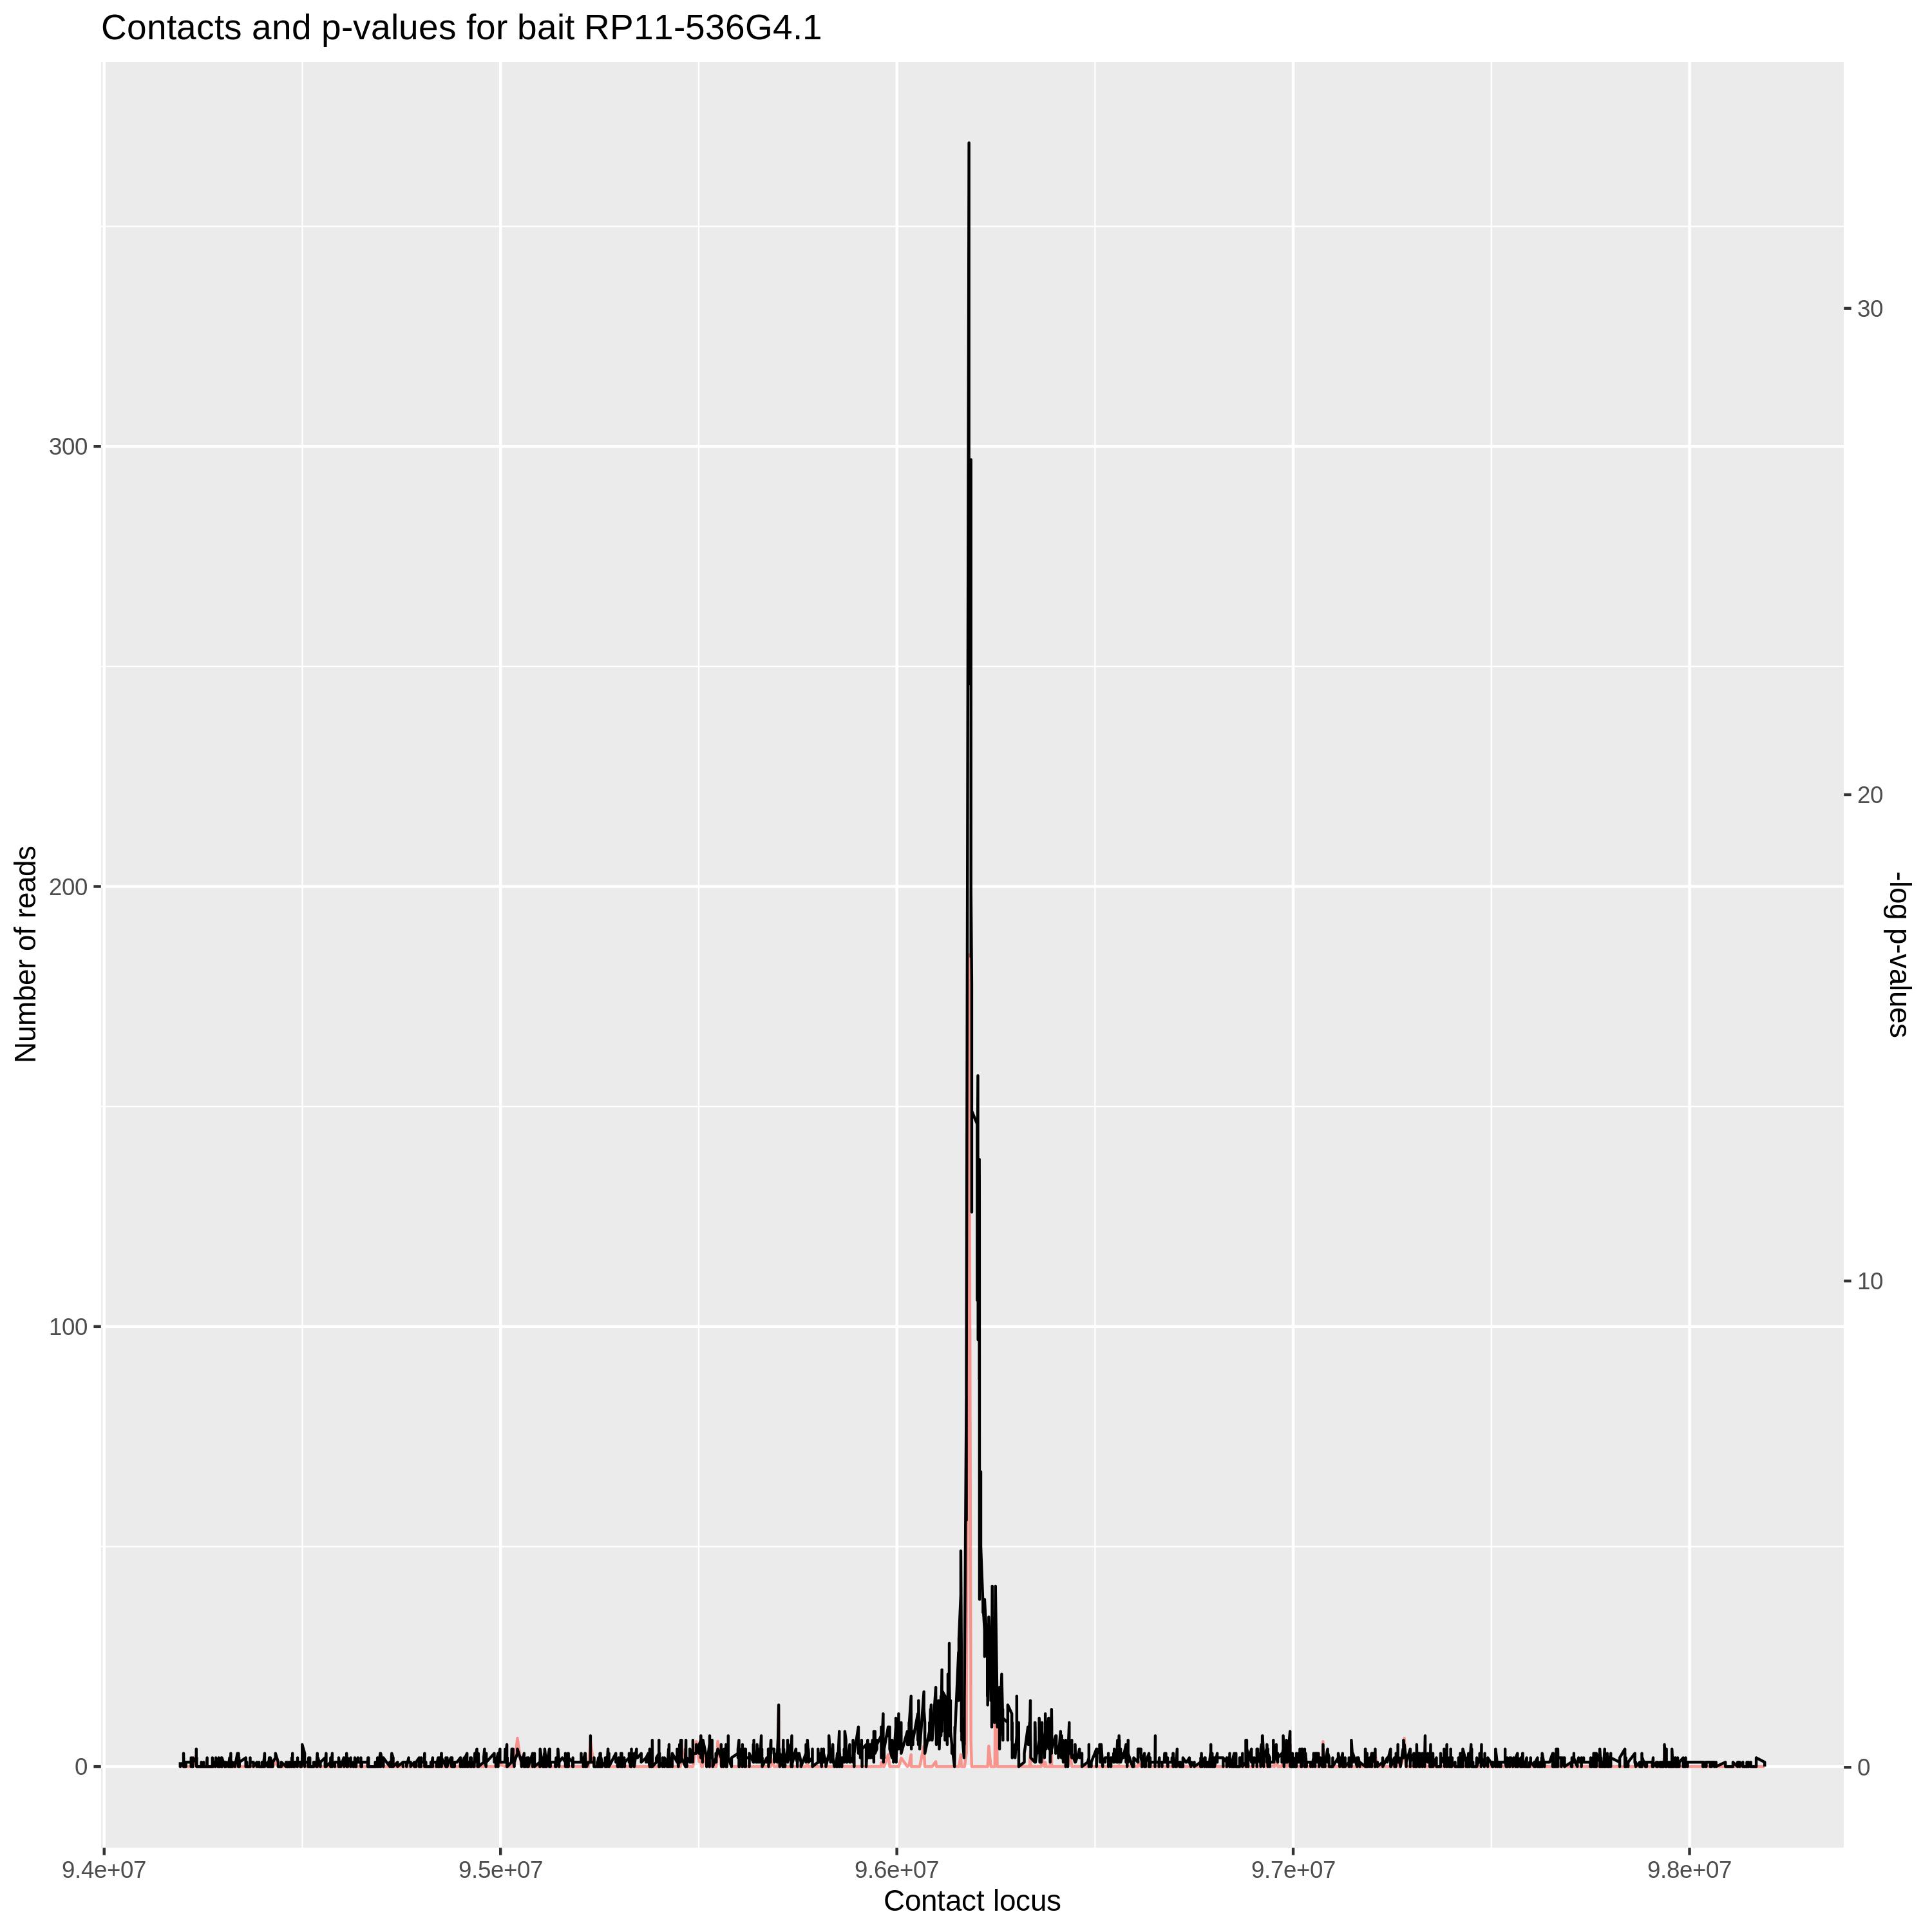 Contacts and p-values for bait RP11-536G4.1
Number of reads
300
200
100
0
30
20
10
0
-log p-values
9.4e+07 9.5e+07 9.6e+07 9.7e+07 9.8e+07
Contact locus